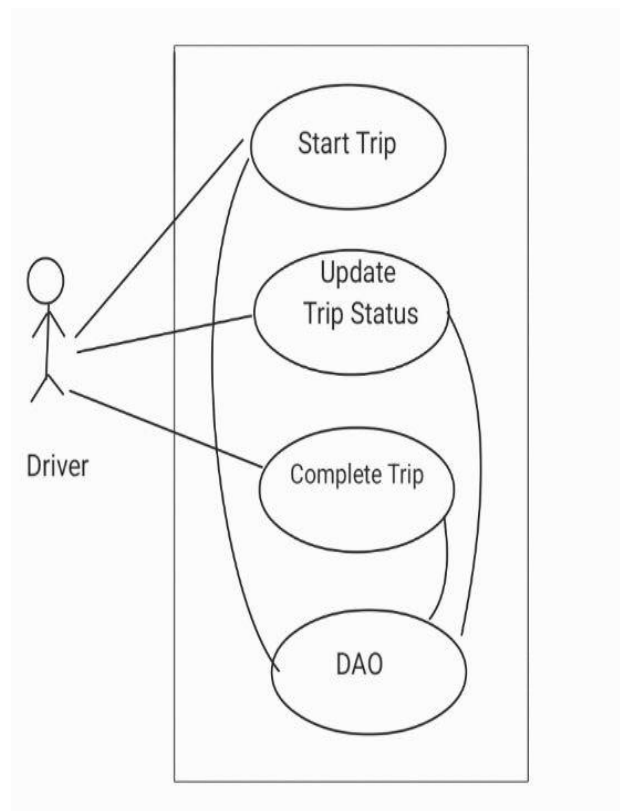 Start Trip
Update
Trip Status
Driver
Complete Trip
DAO